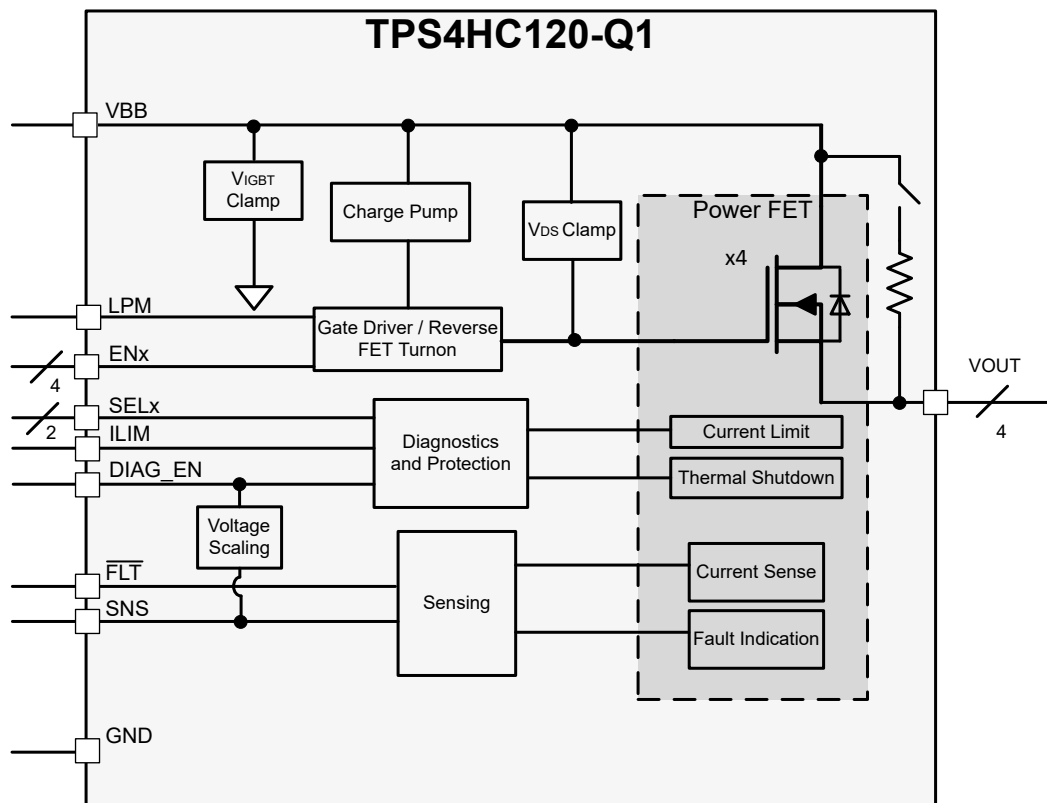 TPS4HC120-Q1
VBB
VIGBT
Clamp
Charge Pump
VDS Clamp
Power FET
x4
LPM
Gate Driver / Reverse
FET Turnon
ENx
4
VOUT
4
SELx
2
ILIM
DIAG_EN
Diagnostics
and Protection
Current Limit
Thermal Shutdown
Voltage
Scaling
FLT
SNS
Sensing
Current Sense
Fault Indication
GND